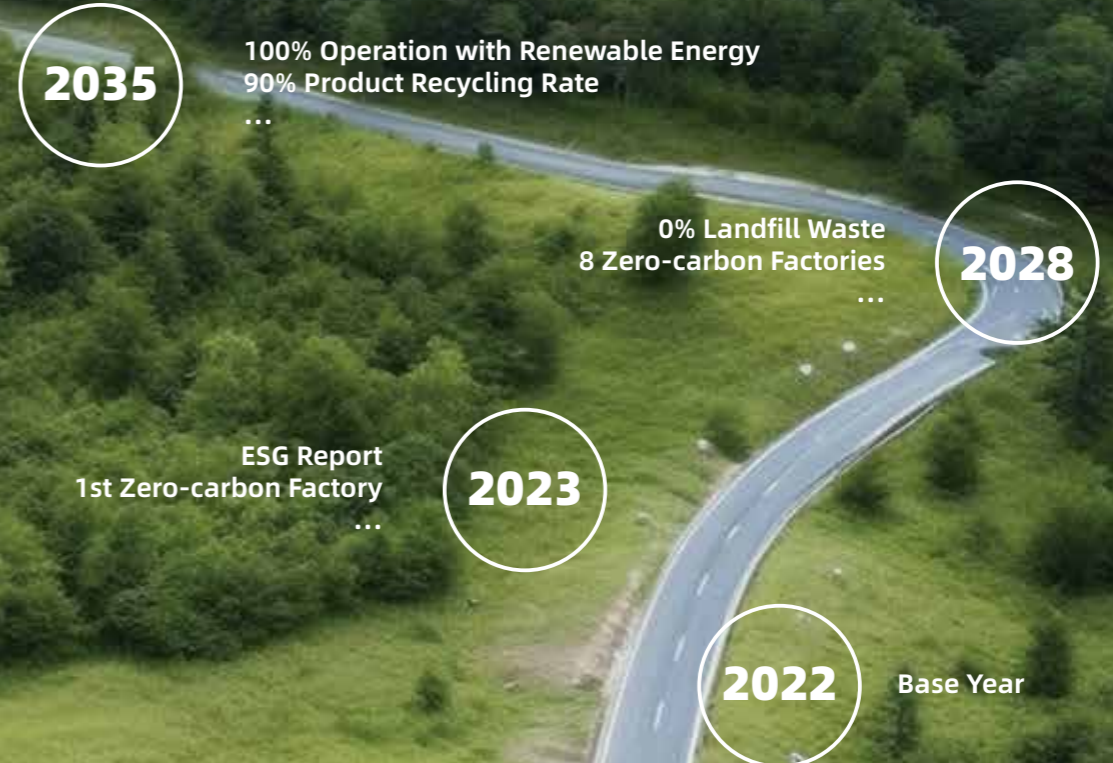 2035
100% Operation with Renewable Energy
90% Product Recycling Rate
...
0% Landfill Waste
8 Zero-carbon Factories
...
2028
ESG Report
1st Zero-carbon Factory
...
2023
2022
Base Year